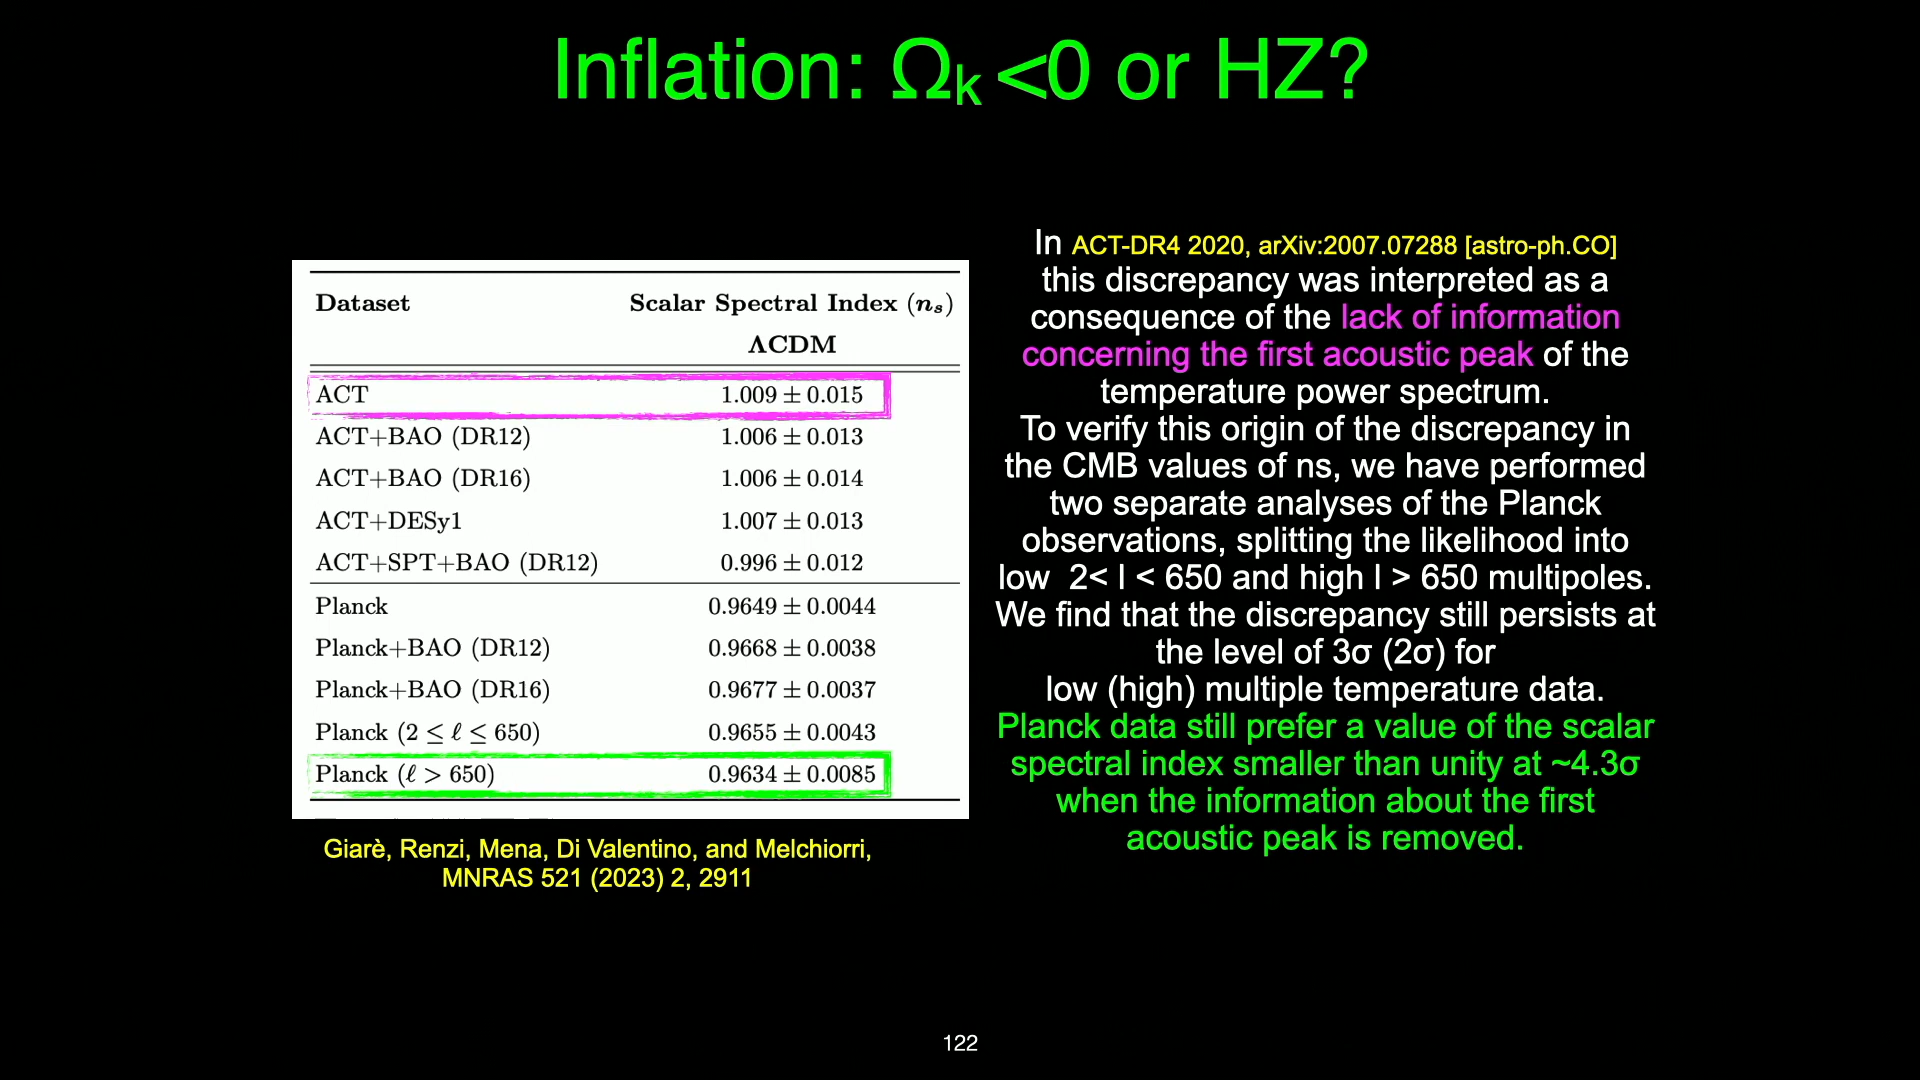 Inflation: Ωk <0 or HZ?
Dataset Scalar Spectral Index (ns)
ΛCDM
ACT 1.009 ± 0.015
ACT+BAO (DR12) 1.006 ± 0.013
ACT+BAO (DR16) 1.006 ± 0.014
ACT+DESy1 1.007 ± 0.013
ACT+SPT+BAO (DR12) 0.996 ± 0.012
Planck 0.9649 ± 0.0044
Planck+BAO (DR12) 0.9668 ± 0.0038
Planck+BAO (DR16) 0.9677 ± 0.0037
Planck (2 ≤ ℓ ≤ 650) 0.9655 ± 0.0043
Planck (ℓ > 650) 0.9634 ± 0.0085
Giarè, Renzi, Mena, Di Valentino, and Melchiorri,
MNRAS 521 (2023) 2, 2911
In ACT-DR4 2020, arXiv:2007.07288 [astro-ph.CO]
this discrepancy was interpreted as a
consequence of the lack of information
concerning the first acoustic peak of the
temperature power spectrum.
To verify this origin of the discrepancy in
the CMB values of ns, we have performed
two separate analyses of the Planck
observations, splitting the likelihood into
low 2< l < 650 and high l > 650 multipoles.
We find that the discrepancy still persists at
the level of 3σ (2σ) for
low (high) multiple temperature data.
Planck data still prefer a value of the scalar
spectral index smaller than unity at ~4.3σ
when the information about the first
acoustic peak is removed.
122